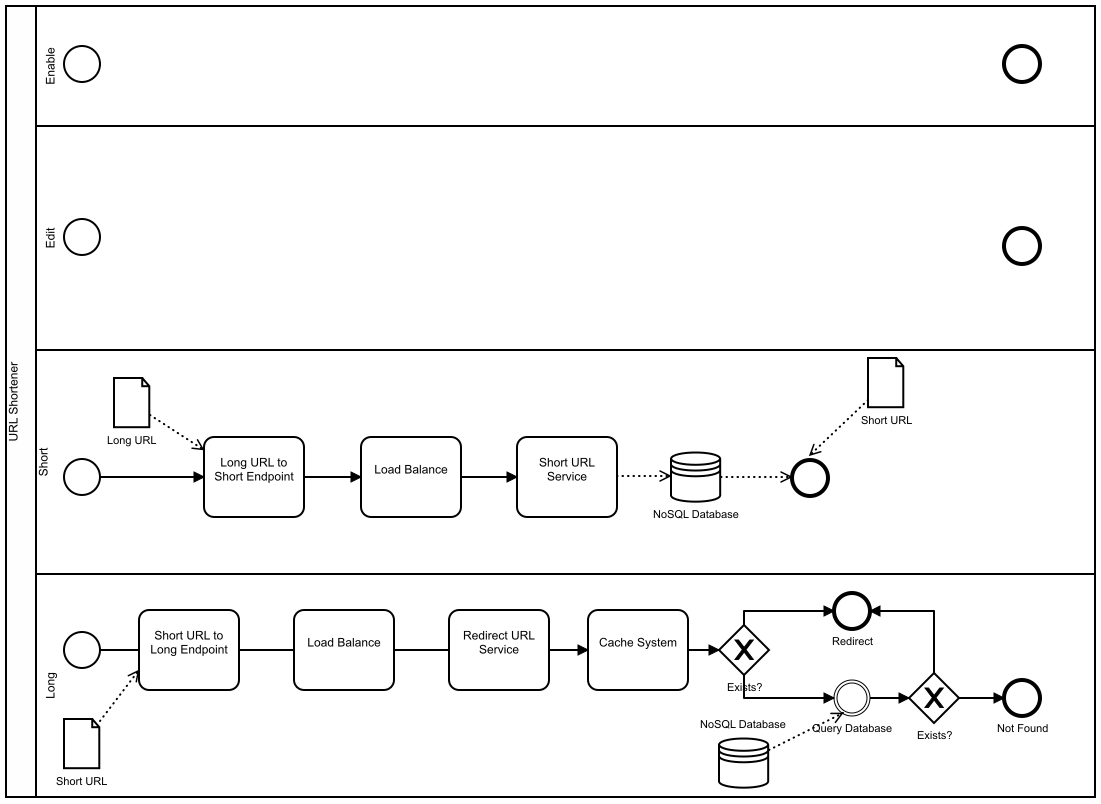 URL Shortener
Enable
Edit
Short
Long URL
Long URL to
Short Endpoint
Load Balance
Short URL
Service
NoSQL Database
Short URL
Long
Short URL to
Long Endpoint
Load Balance
Redirect URL
Service
Cache System
X
Exists?
Redirect
NoSQL Database
Query Database
X
Exists?
Not Found
Short URL